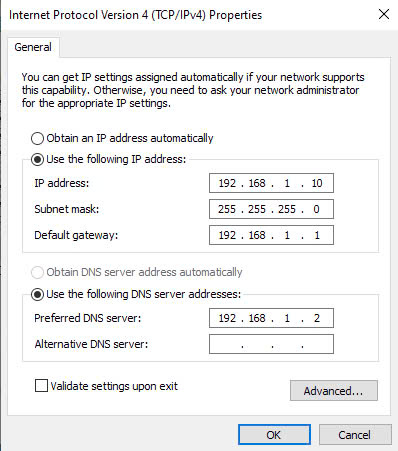 Internet Protocol Version 4 (TCP/IPv4) Properties
General
You can get IP settings assigned automatically if your network supports
this capability. Otherwise, you need to ask your network administrator
for the appropriate IP settings.
Obtain an IP address automatically
Use the following IP address:
IP address: 192 . 168 . 1 . 10
Subnet mask: 255 . 255 . 255 . 0
Default gateway: 192 . 168 . 1 . 1
Obtain DNS server address automatically
Use the following DNS server addresses:
Preferred DNS server: 192 . 168 . 1 . 2
Alternative DNS server: . . .
Validate settings upon exit
Advanced...
OK Cancel